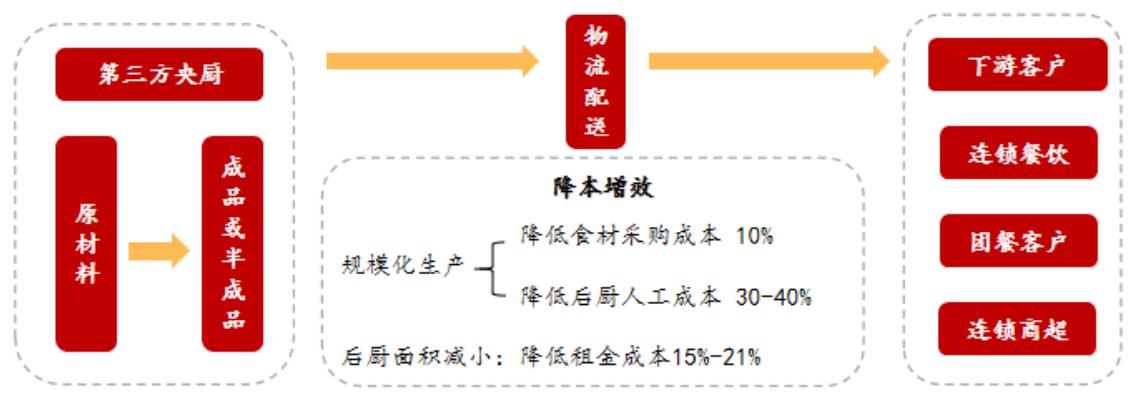 第三方央厨
原材料
成品或半成品
物流配送
降本增效
规模化生产
降低食材采购成本 10%
降低后厨人工成本 30-40%
后厨面积减小：降低租金成本15%-21%
下游客户
连锁餐饮
团餐客户
连锁商超